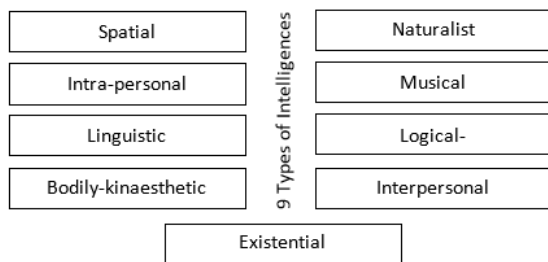 Spatial
Intra-personal
Linguistic
Bodily-kinaesthetic
9 Types of Intelligences
Naturalist
Musical
Logical-
Interpersonal
Existential